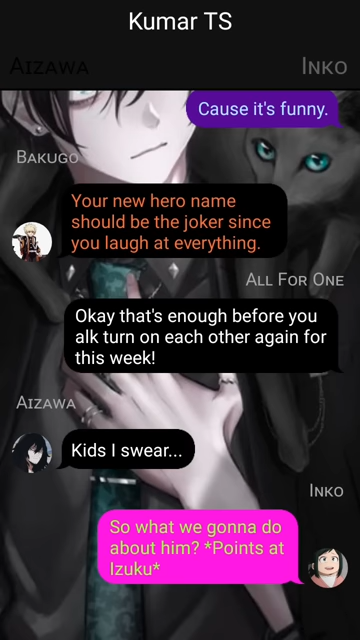 Kumar TS
Aizawa
Inko
Cause it's funny.
Bakugo
Your new hero name
should be the joker since
you laugh at everything.
All For One
Okay that's enough before you
alk turn on each other again for
this week!
Aizawa
Kids I swear...
Inko
So what we gonna do
about him? *Points at
Izuku*